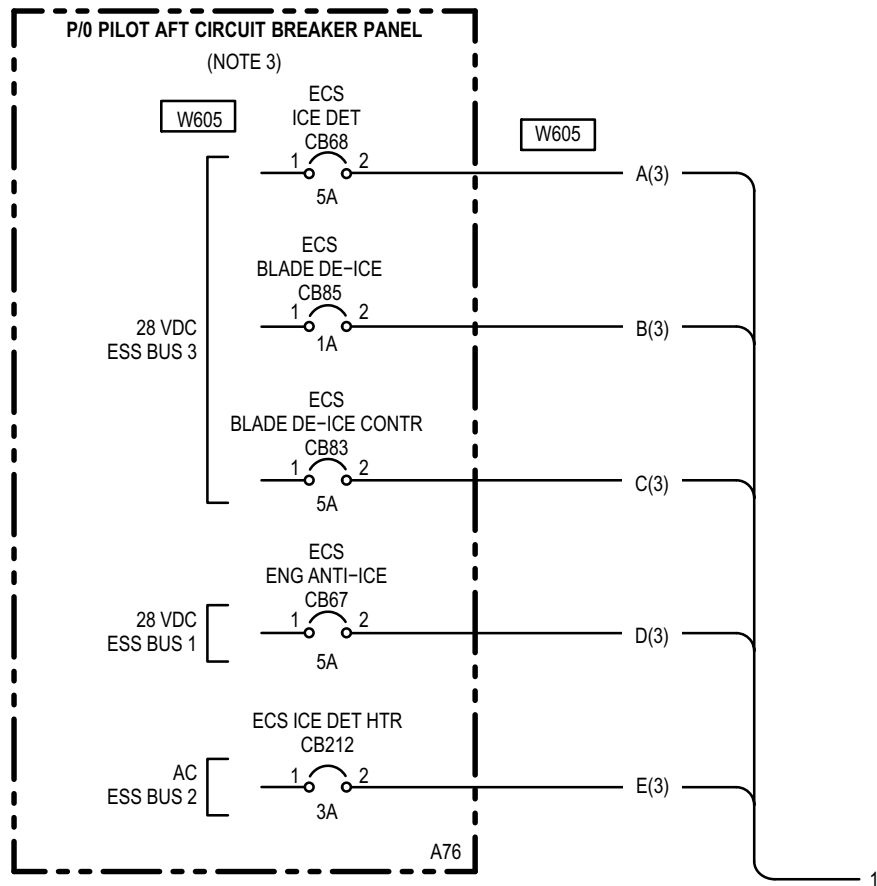 P/0 PILOT AFT CIRCUIT BREAKER PANEL
(NOTE 3)
W605
W605
ECS
ICE DET
CB68
1 2
5A
A(3)
ECS
BLADE DE-ICE
CB85
1 2
1A
B(3)
28 VDC
ESS BUS 3
ECS
BLADE DE-ICE CONTR
CB83
1 2
5A
C(3)
ECS
ENG ANTI-ICE
CB67
1 2
5A
D(3)
28 VDC
ESS BUS 1
ECS ICE DET HTR
CB212
1 2
3A
E(3)
AC
ESS BUS 2
A76
1